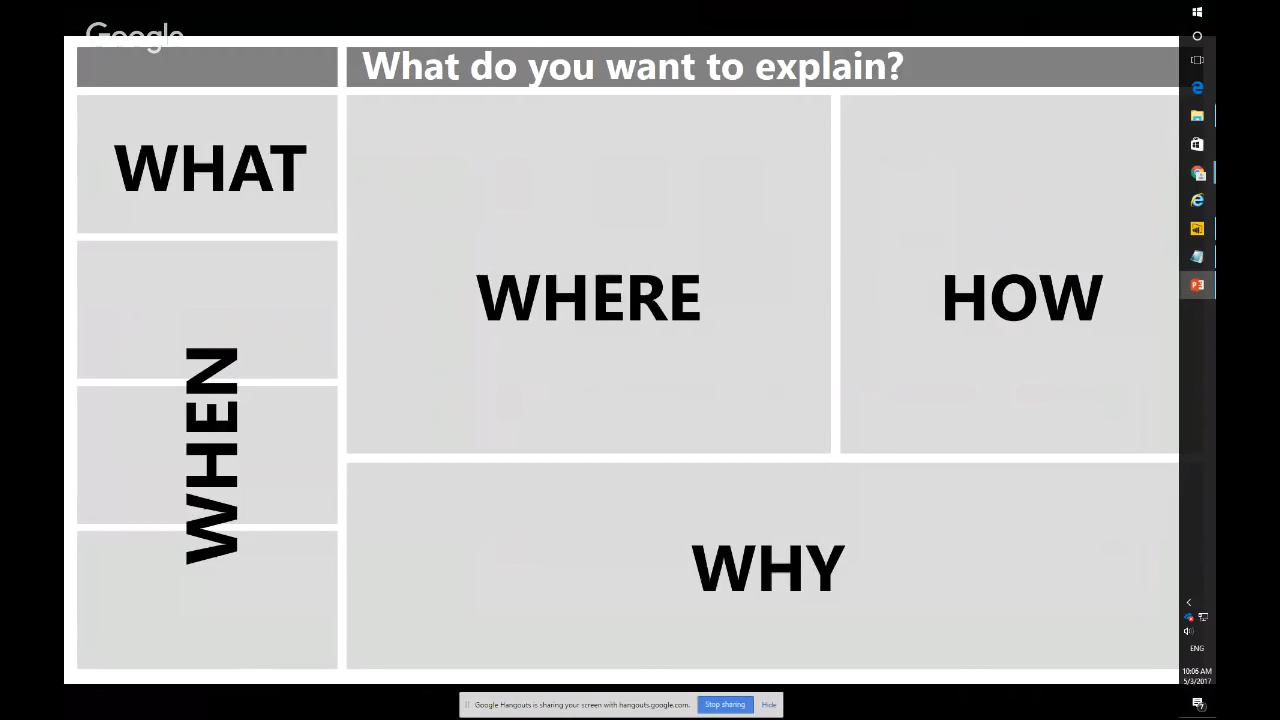 Google
What do you want to explain?
WHAT
WHERE
HOW
WHEN
WHY
ENG
10:06 AM
5/3/2017
Google Hangouts is sharing your screen with hangouts.google.com.
Stop sharing
Hide